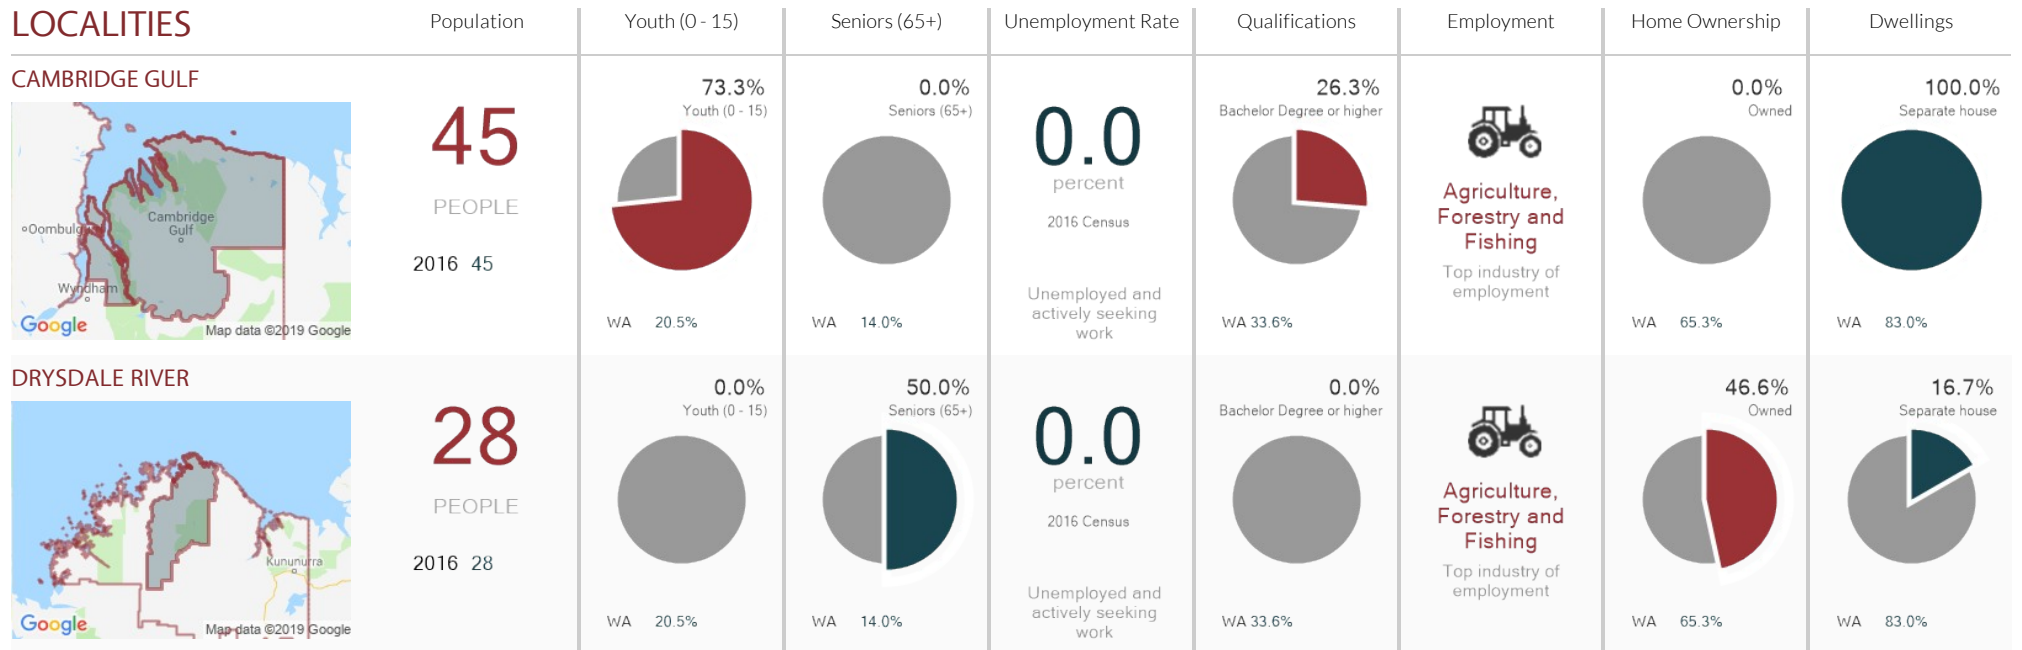 LOCALITIES
Population
Youth (0 - 15)
Seniors (65+)
Unemployment Rate
Qualifications
Employment
Home Ownership
Dwellings
CAMBRIDGE GULF
Cambridge
Gulf
Wyndham
Google
Map data ©2019 Google
45
PEOPLE
2016 45
73.3%
Youth (0 - 15)
WA 20.5%
0.0%
Seniors (65+)
WA 14.0%
0.0
percent
2016 Census
Unemployed and
actively seeking
work
26.3%
Bachelor Degree or higher
WA 33.6%
Agriculture,
Forestry and
Fishing
Top industry of
employment
0.0%
Owned
WA 65.3%
100.0%
Separate house
WA 83.0%
DRYSDALE RIVER
Kununurra
Google
Map data ©2019 Google
28
PEOPLE
2016 28
0.0%
Youth (0 - 15)
WA 20.5%
50.0%
Seniors (65+)
WA 14.0%
0.0
percent
2016 Census
Unemployed and
actively seeking
work
0.0%
Bachelor Degree or higher
WA 33.6%
Agriculture,
Forestry and
Fishing
Top industry of
employment
46.6%
Owned
WA 65.3%
16.7%
Separate house
WA 83.0%